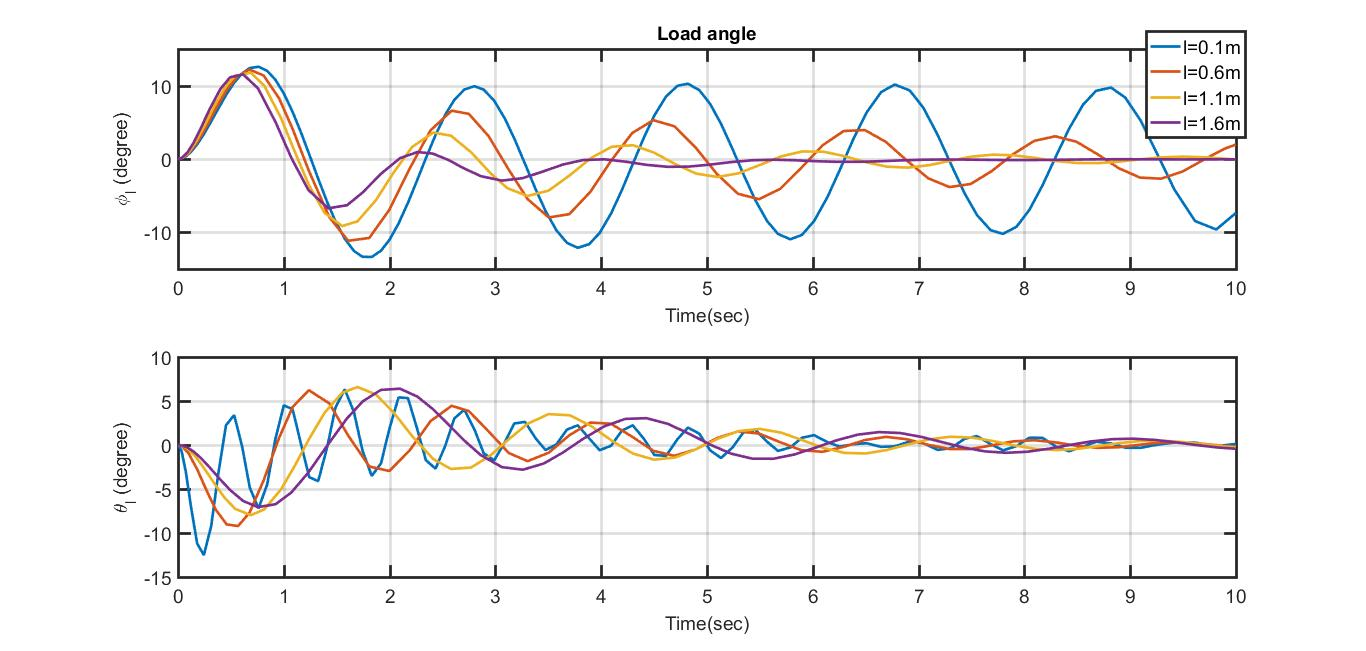 Load angle
l=0.1m
l=0.6m
l=1.1m
l=1.6m
ϕl (degree)
10
0
-10
0 1 2 3 4 5 6 7 8 9 10
Time(sec)
θl (degree)
10
5
0
-5
-10
-15
0 1 2 3 4 5 6 7 8 9 10
Time(sec)